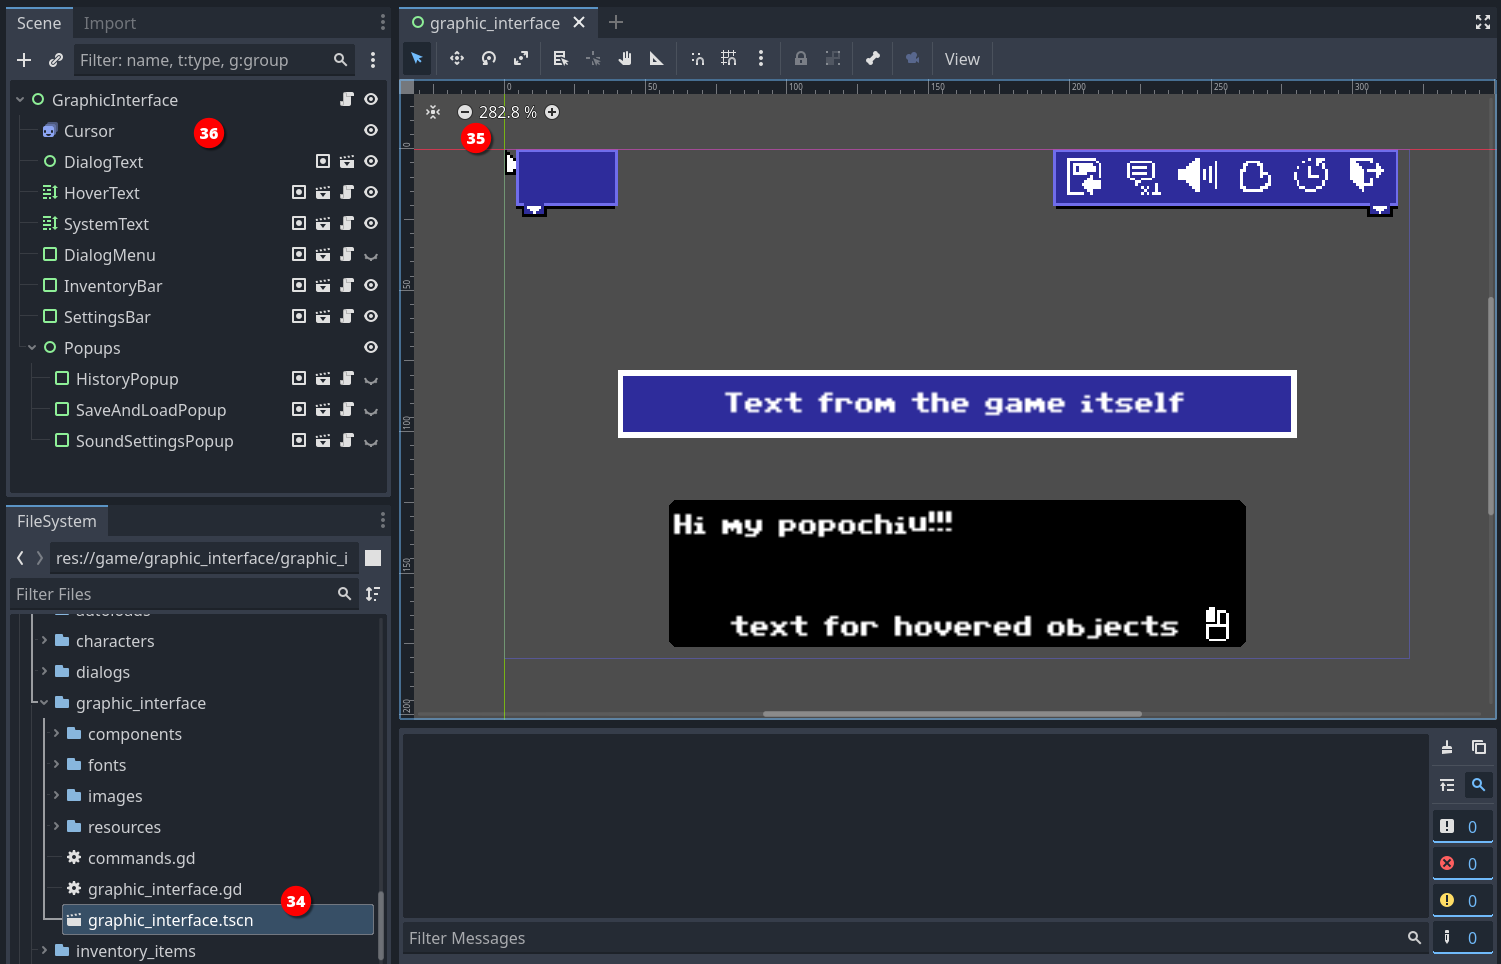 Scene
Import
Filter: name, t:type, g:group
GraphicInterface
Cursor
36
DialogText
HoverText
SystemText
DialogMenu
InventoryBar
SettingsBar
Popups
HistoryPopup
SaveAndLoadPopup
SoundSettingsPopup
FileSystem
res://game/graphic_interface/graphic_i
Filter Files
autoloads
characters
dialogs
graphic_interface
components
fonts
images
resources
commands.gd
graphic_interface.gd
34
graphic_interface.tscn
inventory_items
graphic_interface
View
0 50 100 150 200 250 300
282.8 %
35
0
50
100
150
200
Text from the game itself
Hi my popochiu!!!
text for hovered objects
0
0
0
0
Filter Messages